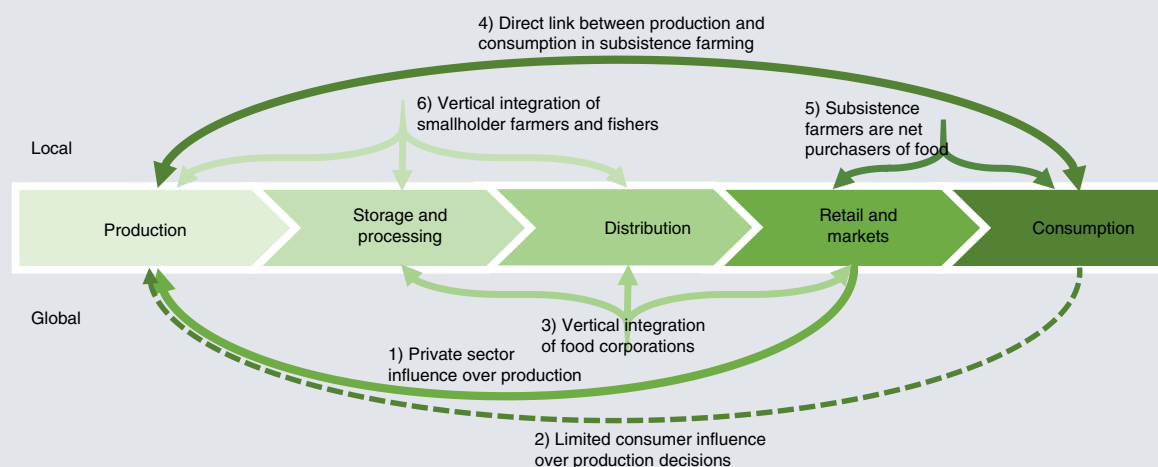 4) Direct link between production and
consumption in subsistence farming
6) Vertical integration of
smallholder farmers and fishers
5) Subsistence
farmers are net
purchasers of food
Local
Production
Storage and
processing
Distribution
Retail and
markets
Consumption
Global
3) Vertical integration
of food corporations
1) Private sector
influence over production
2) Limited consumer influence
over production decisions